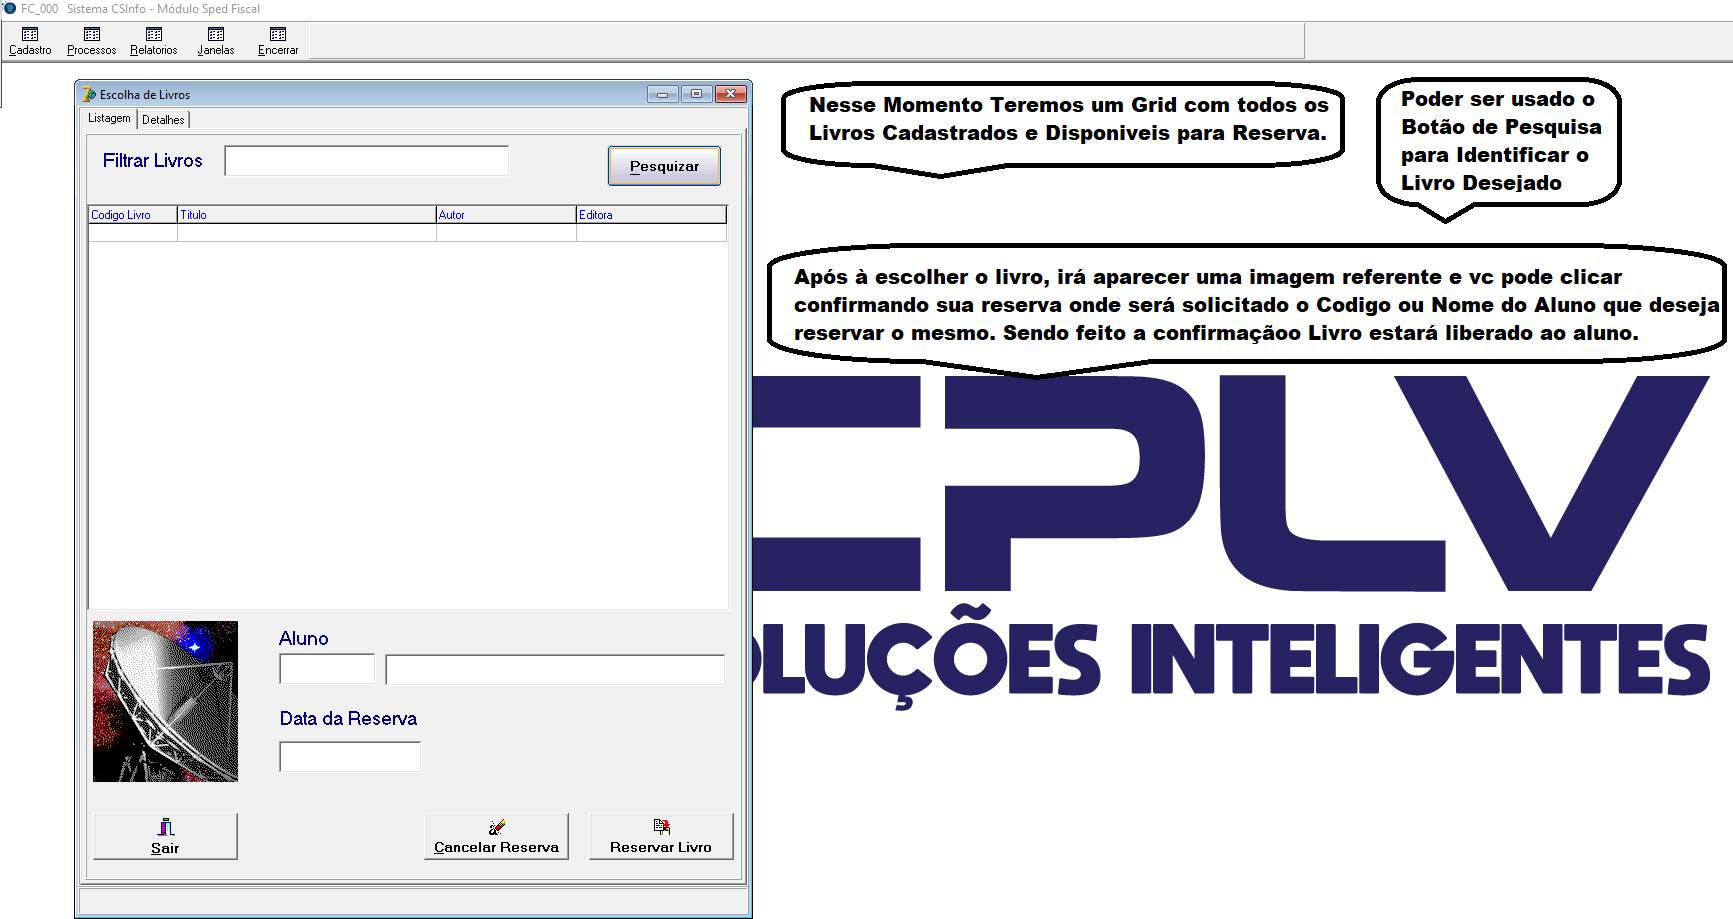 FC_000 Sistema CSInfo - Módulo Sped Fiscal
Cadastro Processos Relatorios Janelas Encerrar
Escolha de Livros
Listagem Detalhes
Filtrar Livros
Pesquizar
Codigo Livro Titulo Autor Editora
Aluno
Data da Reserva
Sair
Cancelar Reserva
Reservar Livro
Nesse Momento Teremos um Grid com todos os
Livros Cadastrados e Disponiveis para Reserva.
Poder ser usado o
Botão de Pesquisa
para Identificar o
Livro Desejado
Após à escolher o livro, irá aparecer uma imagem referente e vc pode clicar
confirmando sua reserva onde será solicitado o Codigo ou Nome do Aluno que deseja
reservar o mesmo. Sendo feito a confirmaçãoo Livro estará liberado ao aluno.
CPLV
OLUÇÕES INTELIGENTES